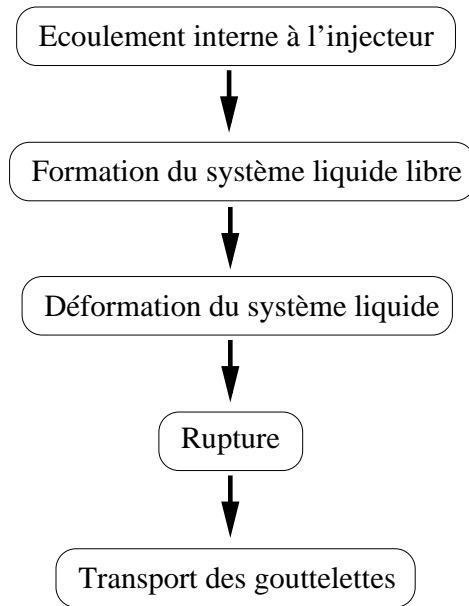 Ecoulement interne à l'injecteur
Formation du système liquide libre
Déformation du système liquide
Rupture
Transport des gouttelettes